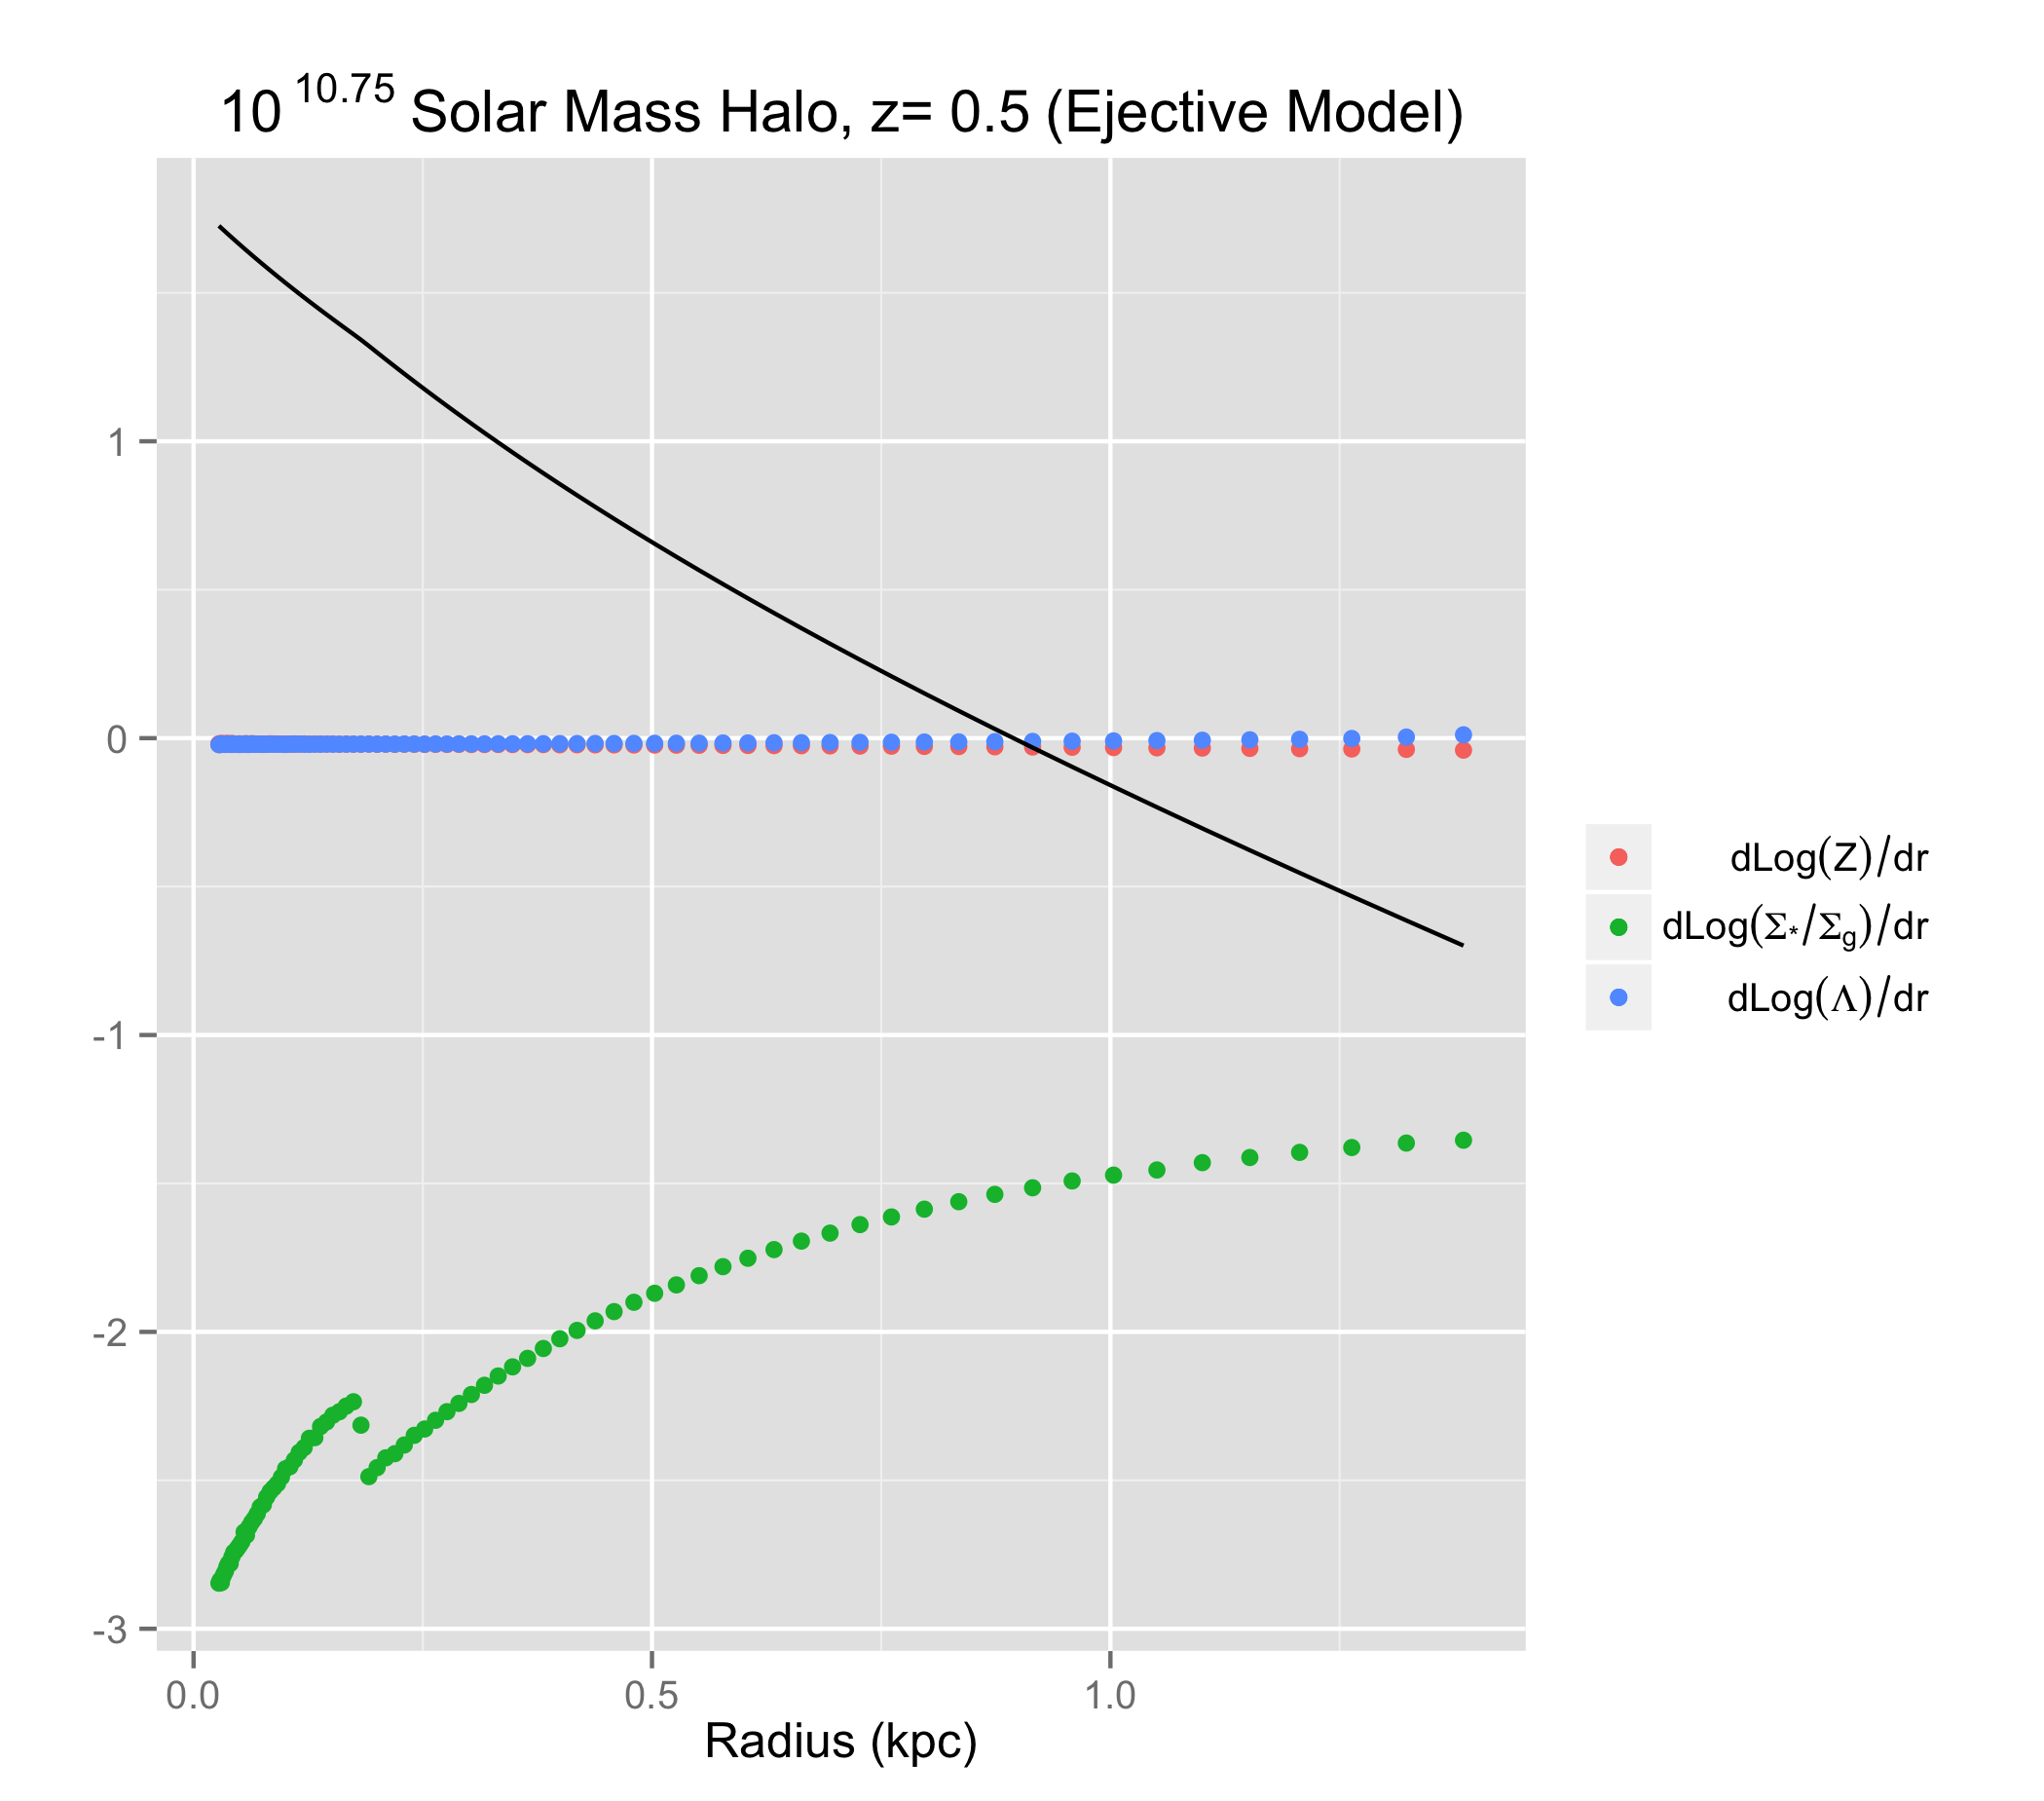 10^10.75 Solar Mass Halo, z= 0.5 (Ejective Model)
1
0
-1
-2
-3
0.0 0.5 1.0
Radius (kpc)
dLog(Z)/dr
dLog(Σ*/Σg)/dr
dLog(Λ)/dr